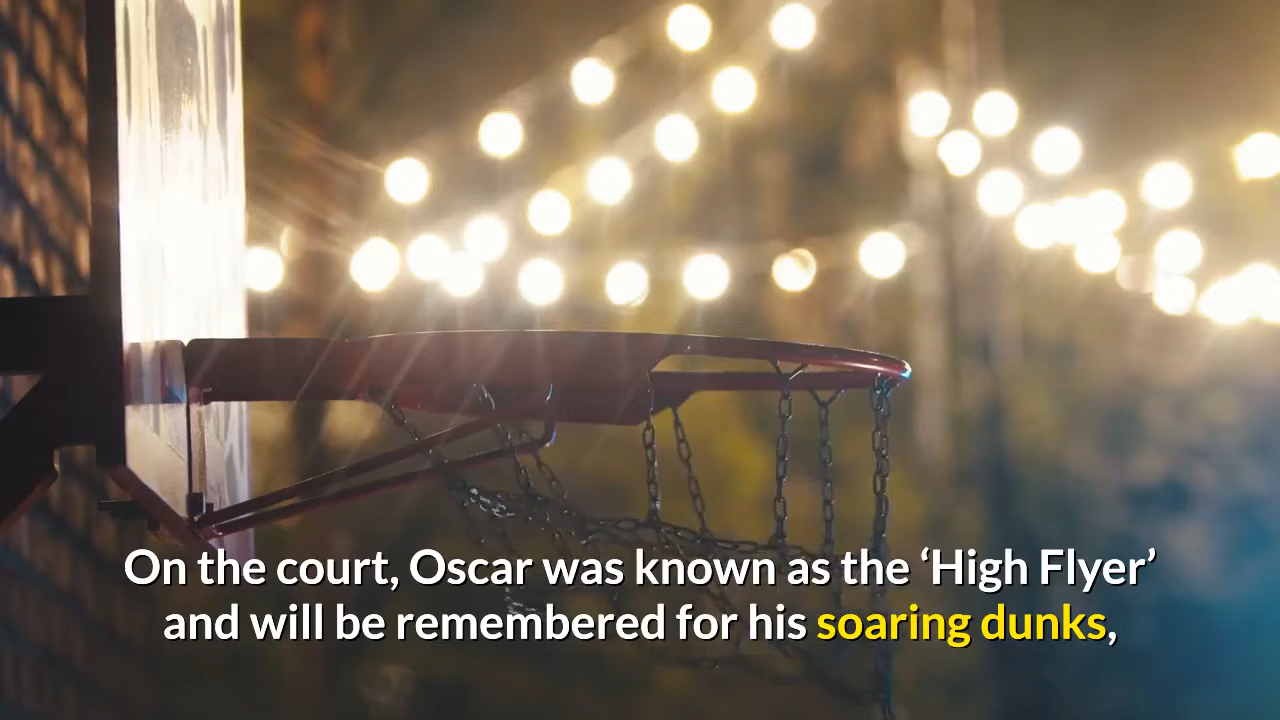 On the court, Oscar was known as the ‘High Flyer’
and will be remembered for his soaring dunks,